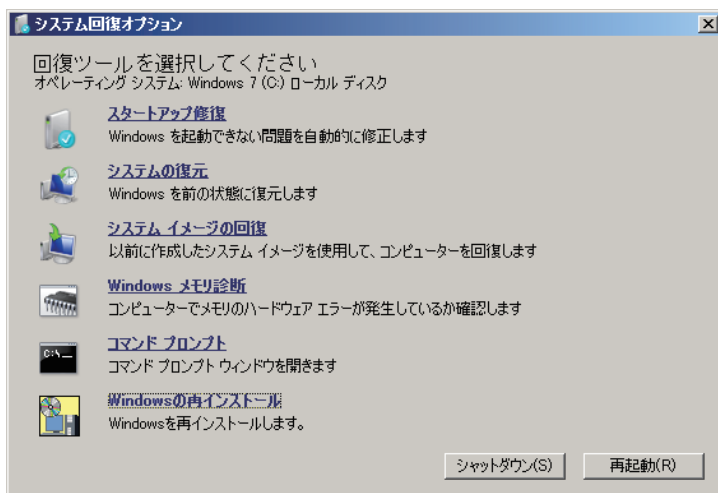 システム回復オプション
回復ツールを選択してください
オペレーティング システム: Windows 7 (C:) ローカル ディスク
スタートアップ修復
Windows を起動できない問題を自動的に修正します
システムの復元
Windows を前の状態に復元します
システム イメージの回復
以前に作成したシステム イメージを使用して、コンピューターを回復します
Windows メモリ診断
コンピューターでメモリのハードウェア エラーが発生しているか確認します
C:\_
コマンド プロンプト
コマンド プロンプト ウィンドウを開きます
Windowsの再インストール
Windowsを再インストールします。
シャットダウン(S)
再起動(R)